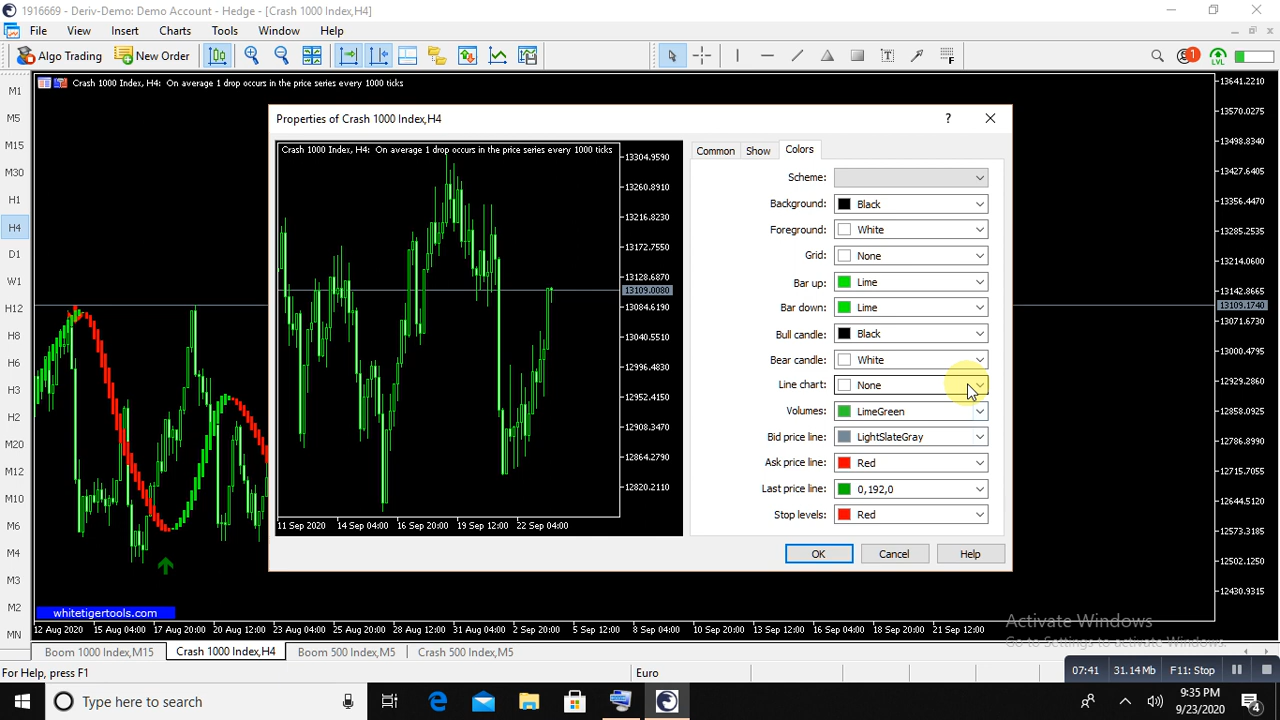 1916669 - Deriv-Demo: Demo Account - Hedge - [Crash 1000 Index,H4]
File View Insert Charts Tools Window Help
Algo Trading New Order
1
LVL
M1
M5
M15
M30
H1
H4
D1
W1
H12
H8
H6
H3
H2
M20
M12
M10
M6
M4
M3
M2
MN
Crash 1000 Index, H4: On average 1 drop occurs in the price series every 1000 ticks
13641.2210
13570.0275
13498.8340
13427.6405
13356.4470
13285.2535
13214.0600
13142.8665
13109.1740
13071.6730
13000.4795
12929.2860
12858.0925
12786.8990
12715.7055
12644.5120
12573.3185
12502.1250
12430.9315
Properties of Crash 1000 Index,H4
?
Crash 1000 Index, H4: On average 1 drop occurs in the price series every 1000 ticks
13304.9590
13260.8910
13216.8230
13172.7550
13128.6870
13109.0080
13084.6190
13040.5510
12996.4830
12952.4150
12908.3470
12864.2790
12820.2110
11 Sep 2020 14 Sep 04:00 16 Sep 20:00 19 Sep 12:00 22 Sep 04:00
Common Show Colors
Scheme:
Background: Black
Foreground: White
Grid: None
Bar up: Lime
Bar down: Lime
Bull candle: Black
Bear candle: White
Line chart: None
Volumes: LimeGreen
Bid price line: LightSlateGray
Ask price line: Red
Last price line: 0,192,0
Stop levels: Red
OK Cancel Help
whitetigertools.com
Activate Windows
Go to Settings to activate Windows.
12 Aug 2020 15 Aug 04:00 17 Aug 20:00 20 Aug 12:00 23 Aug 04:00 25 Aug 20:00 28 Aug 12:00 31 Aug 04:00 2 Sep 20:00 5 Sep 12:00 8 Sep 04:00 10 Sep 20:00 13 Sep 12:00 16 Sep 04:00 18 Sep 20:00 21 Sep 12:00
Boom 1000 Index,M15 Crash 1000 Index,H4 Boom 500 Index,M5 Crash 500 Index,M5
For Help, press F1 Euro
07:41 31.14 Mb F11: Stop
Type here to search
9:35 PM
9/23/2020
4